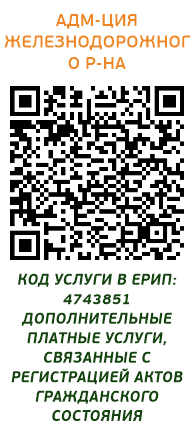 АДМ-ЦИЯ
ЖЕЛЕЗНОДОРОЖНОГ
О Р-НА
КОД УСЛУГИ В ЕРИП:
4743851
ДОПОЛНИТЕЛЬНЫЕ
ПЛАТНЫЕ УСЛУГИ,
СВЯЗАННЫЕ С
РЕГИСТРАЦИЕЙ АКТОВ
ГРАЖДАНСКОГО
СОСТОЯНИЯ